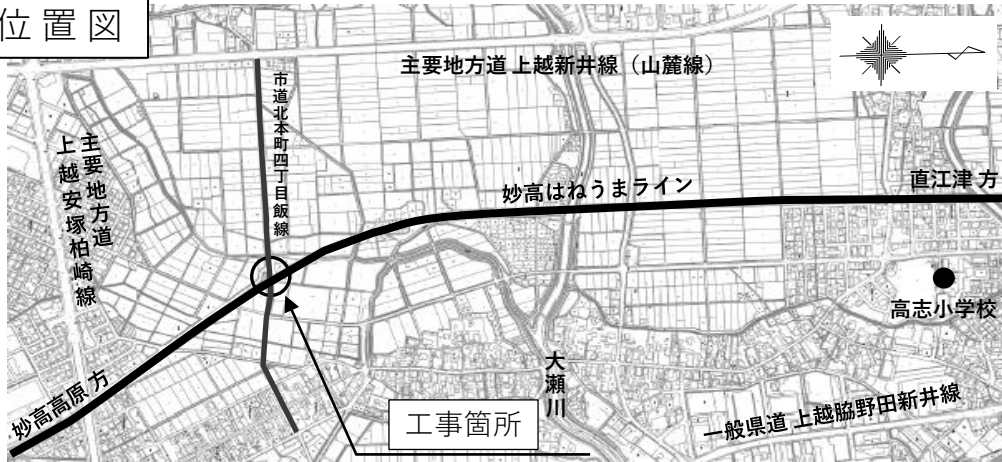 位置図
主要地方道 上越新井線（山麓線）
市道北本町四丁目飯線
主要地方道
上越安塚柏崎線
妙高はねうまライン
直江津 方
高志小学校
大瀬川
妙高高原 方
工事箇所
一般県道 上越脇野田新井線